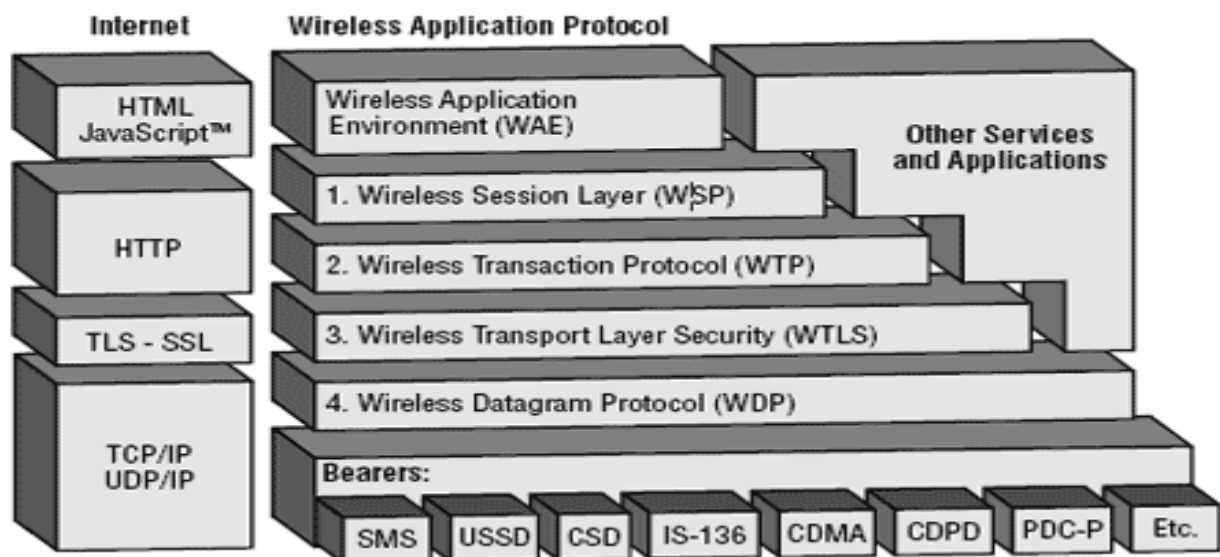 Internet
Wireless Application Protocol
HTML
JavaScript™
HTTP
TLS - SSL
TCP/IP
UDP/IP
Wireless Application
Environment (WAE)
1. Wireless Session Layer (WSP)
2. Wireless Transaction Protocol (WTP)
3. Wireless Transport Layer Security (WTLS)
4. Wireless Datagram Protocol (WDP)
Other Services
and Applications
Bearers:
SMS
USSD
CSD
IS-136
CDMA
CDPD
PDC-P
Etc.